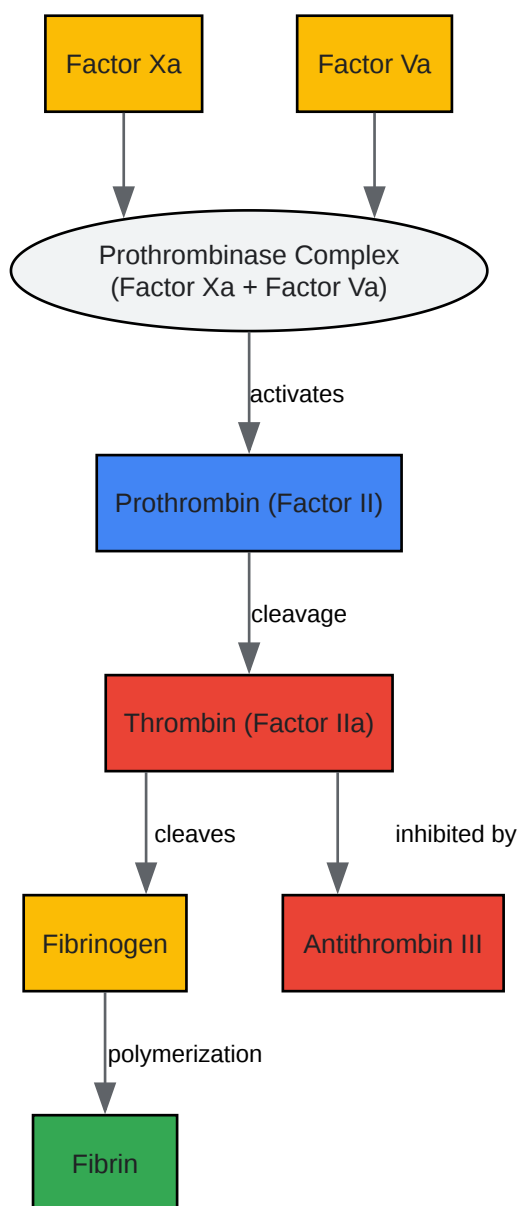 Factor Xa
Factor Va
Prothrombinase Complex
(Factor Xa + Factor Va)
activates
Prothrombin (Factor II)
cleavage
Thrombin (Factor IIa)
cleaves
inhibited by
Fibrinogen
Antithrombin III
polymerization
Fibrin